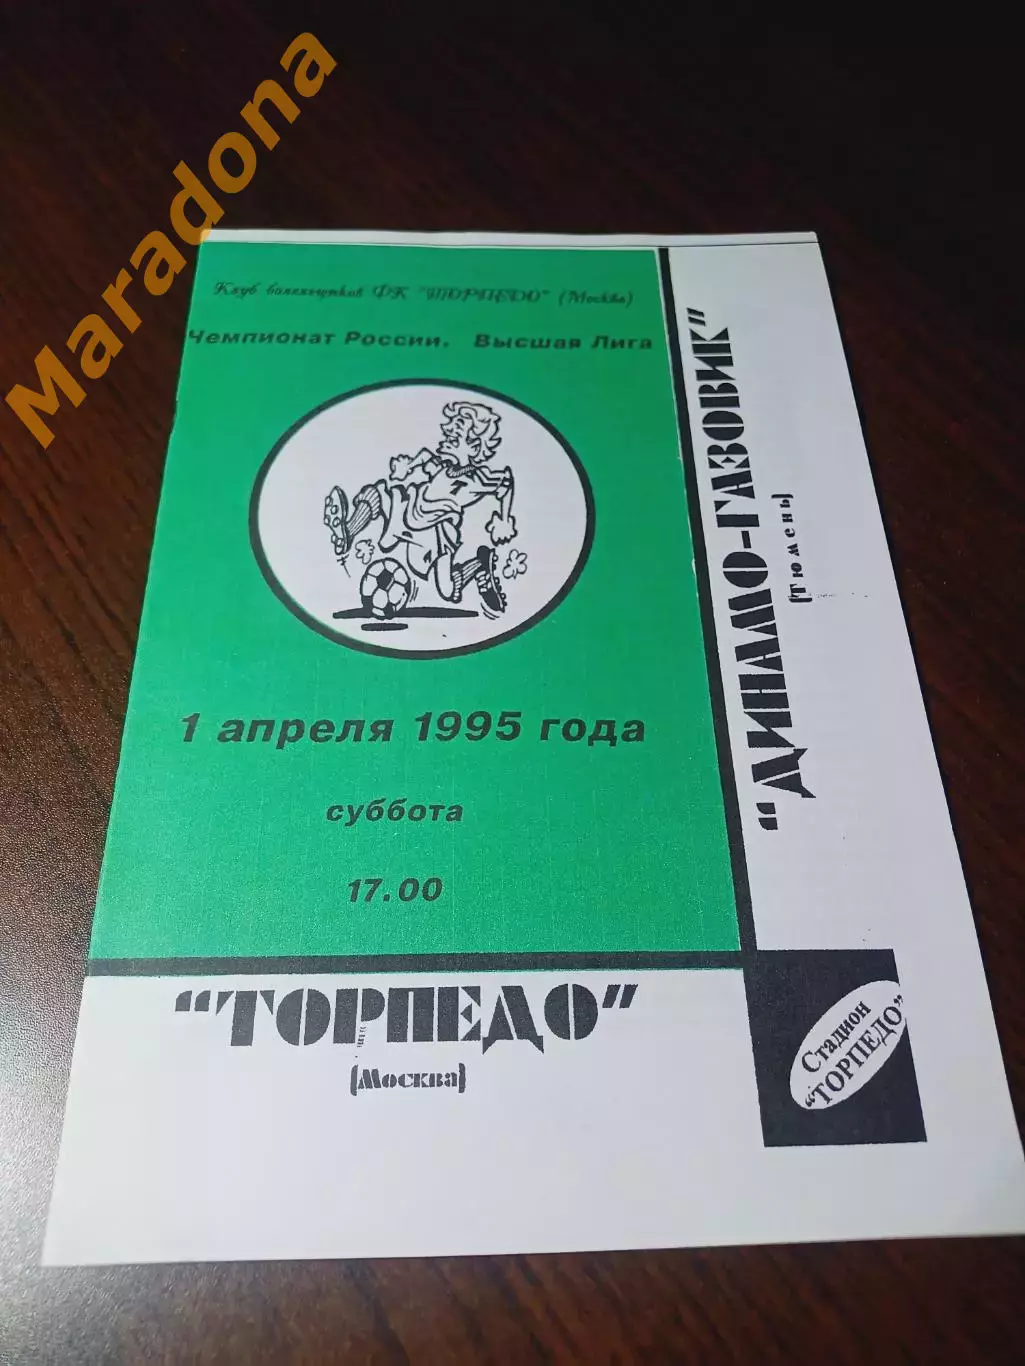 Maradona
Клуб болельщиков ФК "ТОРПЕДО" (Москва)
Чемпионат России. Высшая Лига
1 апреля 1995 года
суббота
17.00
"ТОРПЕДО"
(Москва)
"ДИНАМО-ГАЗОВИК"
(Тюмень)
Стадион
"ТОРПЕДО"